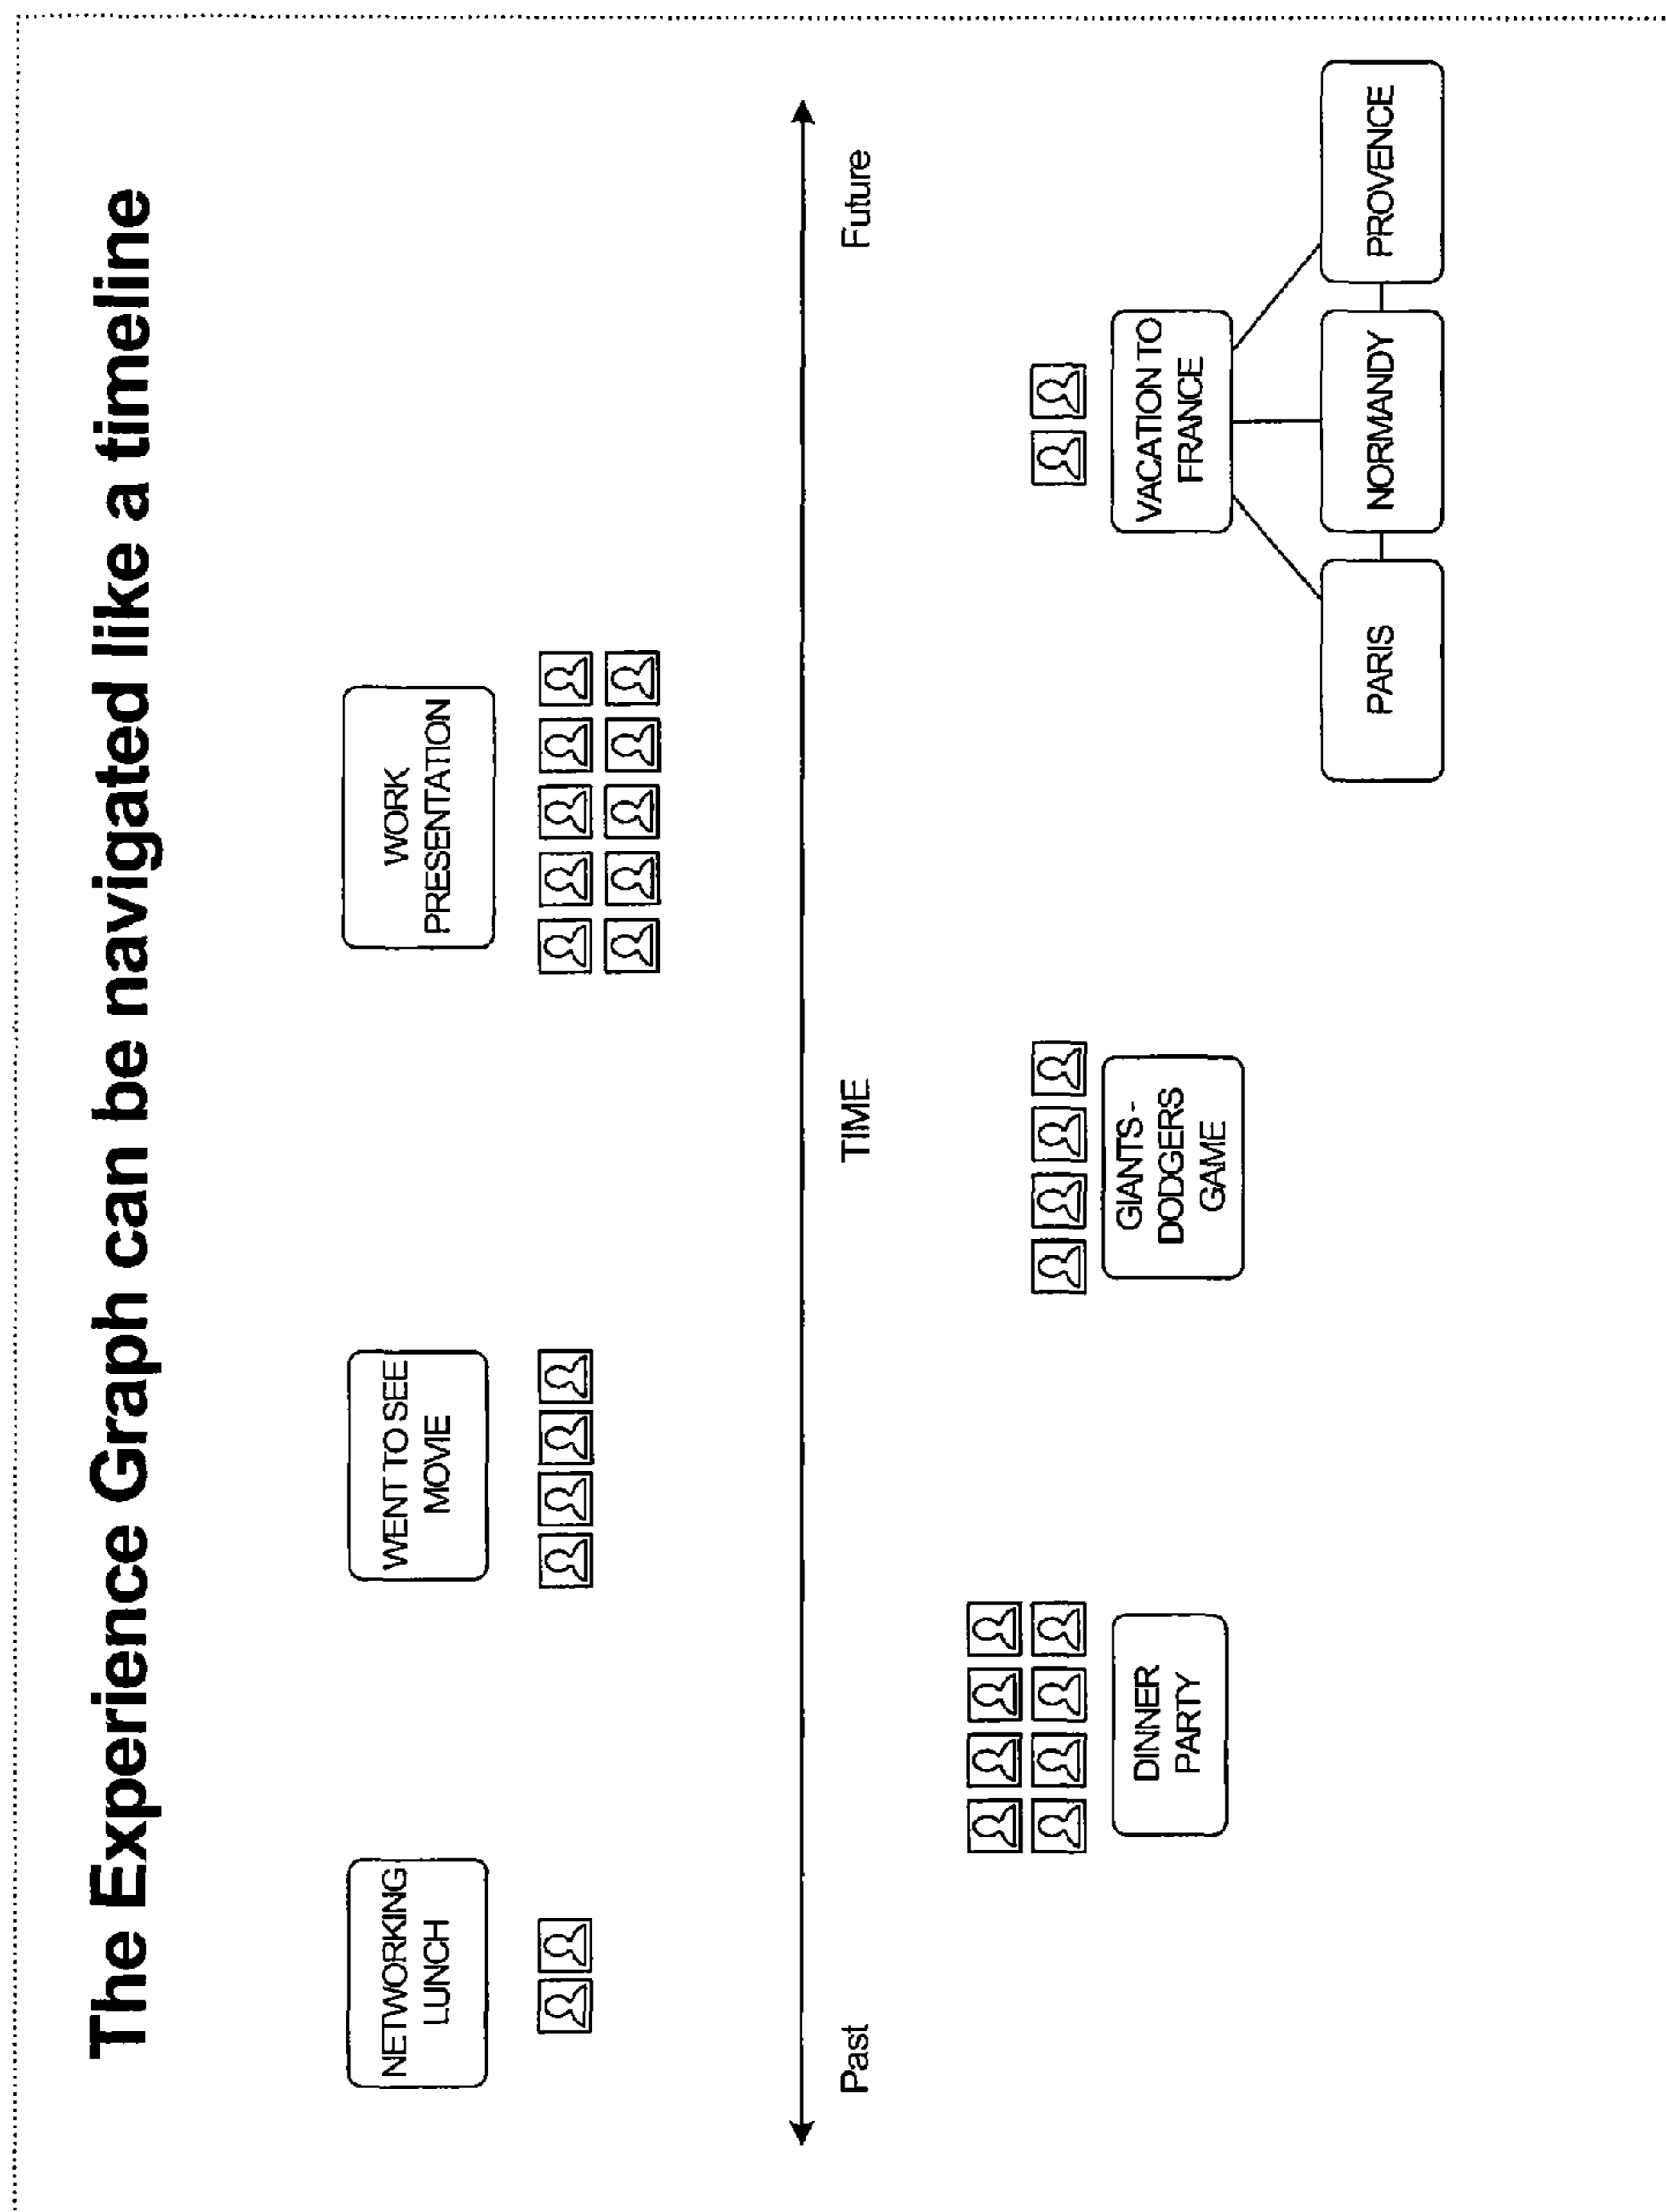 The Experience Graph can be navigated like a timeline
NETWORKING
LUNCH
WENT TO SEE
MOVIE
WORK
PRESENTATION
Past
TIME
Future
DINNER
PARTY
GIANTS -
DODGERS
GAME
VACATION TO
FRANCE
PARIS
NORMANDY
PROVENCE